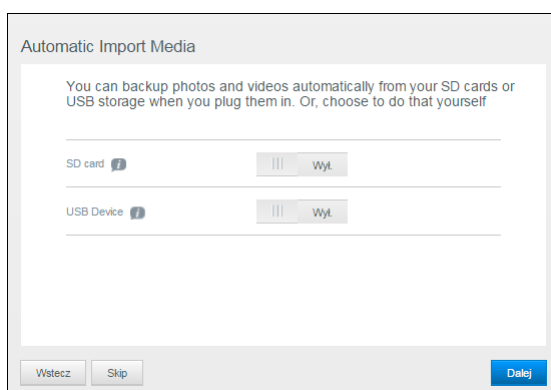 Automatic Import Media
You can backup photos and videos automatically from your SD cards or
USB storage when you plug them in. Or, choose to do that yourself
SD card
Wył.
USB Device
Wył.
Wstecz
Skip
Dalej